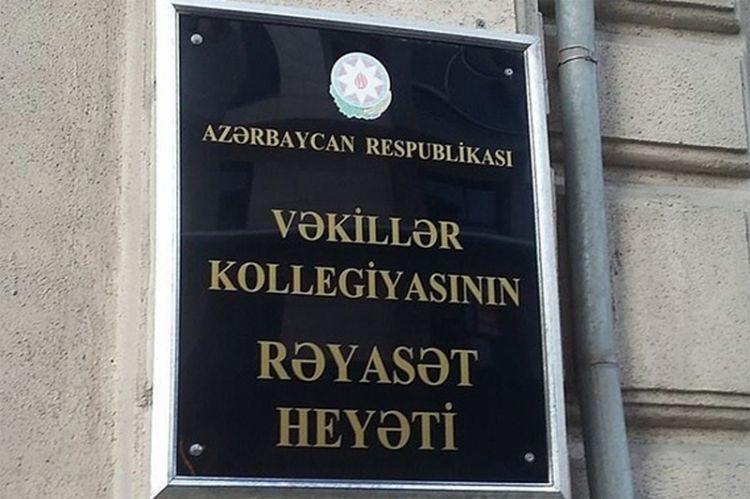 AZƏRBAYCAN RESPUBLİKASI
VƏKİLLƏR
KOLLEGİYASININ
RƏYASƏT
HEYƏTİ